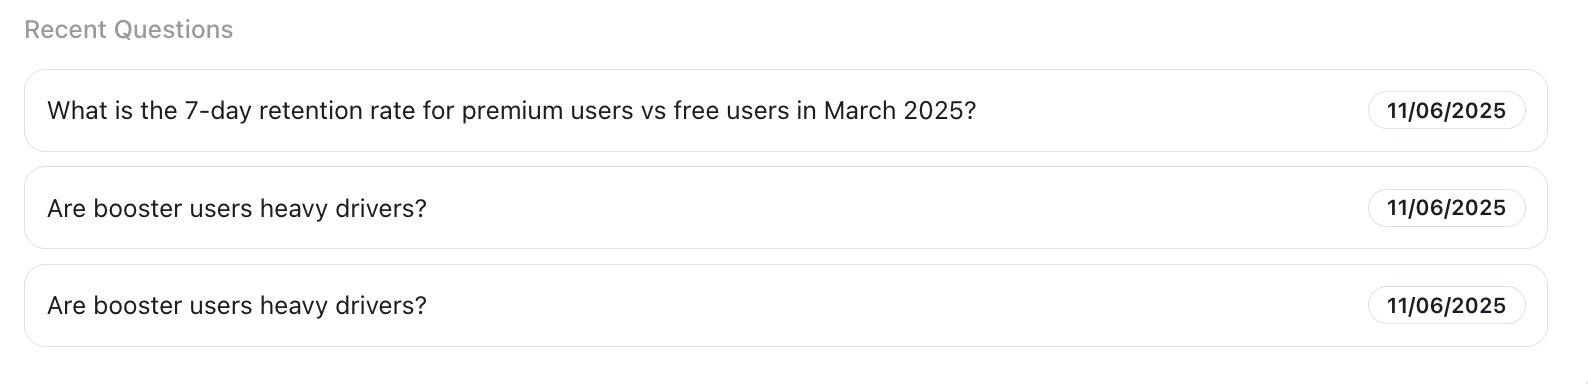 Recent Questions
What is the 7-day retention rate for premium users vs free users in March 2025? 11/06/2025
Are booster users heavy drivers? 11/06/2025
Are booster users heavy drivers? 11/06/2025